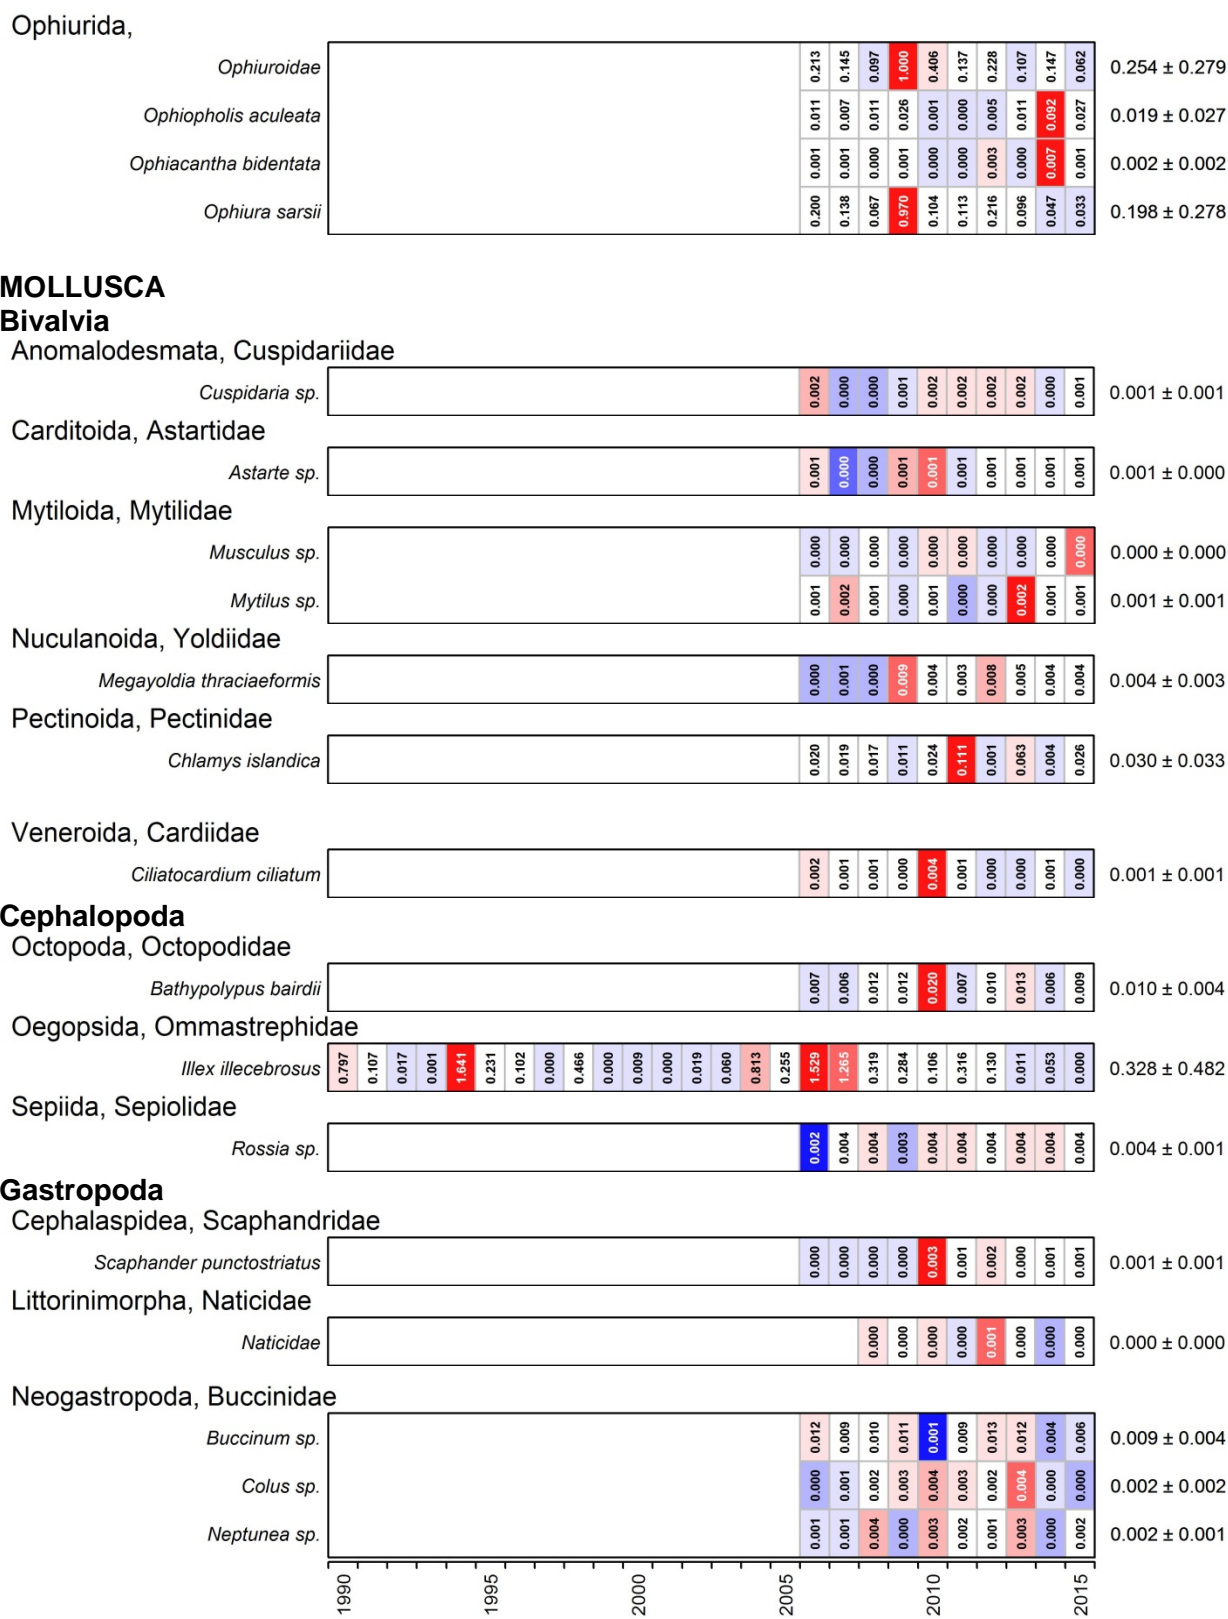 Ophiurida,
Ophiuroidae 0.213 0.145 0.097 1.000 0.406 0.137 0.228 0.107 0.147 0.062 0.254 ± 0.279
Ophiopholis aculeata 0.011 0.007 0.011 0.026 0.001 0.000 0.005 0.011 0.092 0.027 0.019 ± 0.027
Ophiacantha bidentata 0.001 0.001 0.000 0.001 0.000 0.000 0.003 0.000 0.007 0.001 0.002 ± 0.002
Ophiura sarsii 0.200 0.138 0.067 0.970 0.104 0.113 0.216 0.096 0.047 0.033 0.198 ± 0.278
MOLLUSCA
Bivalvia
Anomalodesmata, Cuspidariidae
Cuspidaria sp. 0.002 0.000 0.000 0.001 0.002 0.002 0.002 0.002 0.000 0.001 0.001 ± 0.001
Carditoida, Astartidae
Astarte sp. 0.001 0.000 0.000 0.001 0.001 0.001 0.001 0.001 0.001 0.001 0.001 ± 0.000
Mytiloida, Mytilidae
Musculus sp. 0.000 0.000 0.000 0.000 0.000 0.000 0.000 0.000 0.000 0.000 0.000 ± 0.000
Mytilus sp. 0.001 0.002 0.001 0.000 0.001 0.000 0.000 0.002 0.001 0.001 0.001 ± 0.001
Nuculanoida, Yoldiidae
Megayoldia thraciaeformis 0.000 0.001 0.000 0.009 0.004 0.003 0.008 0.005 0.004 0.004 0.004 ± 0.003
Pectinoida, Pectinidae
Chlamys islandica 0.020 0.019 0.017 0.011 0.024 0.111 0.001 0.063 0.004 0.026 0.030 ± 0.033
Veneroida, Cardiidae
Ciliatocardium ciliatum 0.002 0.001 0.001 0.000 0.004 0.001 0.000 0.000 0.001 0.000 0.001 ± 0.001
Cephalopoda
Octopoda, Octopodidae
Bathypolypus bairdii 0.007 0.006 0.012 0.012 0.020 0.007 0.010 0.013 0.006 0.009 0.010 ± 0.004
Oegopsida, Ommastrephidae
Illex illecebrosus 0.797 0.107 0.017 0.001 1.641 0.231 0.102 0.000 0.466 0.000 0.009 0.000 0.019 0.060 0.813 0.255 1.529 1.265 0.319 0.284 0.106 0.316 0.130 0.011 0.053 0.000 0.328 ± 0.482
Sepiida, Sepiolidae
Rossia sp. 0.002 0.004 0.004 0.003 0.004 0.004 0.004 0.004 0.004 0.004 0.004 ± 0.001
Gastropoda
Cephalaspidea, Scaphandridae
Scaphander punctostriatus 0.000 0.000 0.000 0.000 0.003 0.001 0.002 0.000 0.001 0.001 0.001 ± 0.001
Littorinimorpha, Naticidae
Naticidae 0.000 0.000 0.000 0.000 0.001 0.000 0.000 0.000 0.000 ± 0.000
Neogastropoda, Buccinidae
Buccinum sp. 0.012 0.009 0.010 0.011 0.001 0.009 0.013 0.012 0.004 0.006 0.009 ± 0.004
Colus sp. 0.000 0.001 0.002 0.003 0.004 0.003 0.002 0.004 0.000 0.000 0.002 ± 0.002
Neptunea sp. 0.001 0.001 0.004 0.000 0.003 0.002 0.001 0.003 0.000 0.002 0.002 ± 0.001
1990 1995 2000 2005 2010 2015